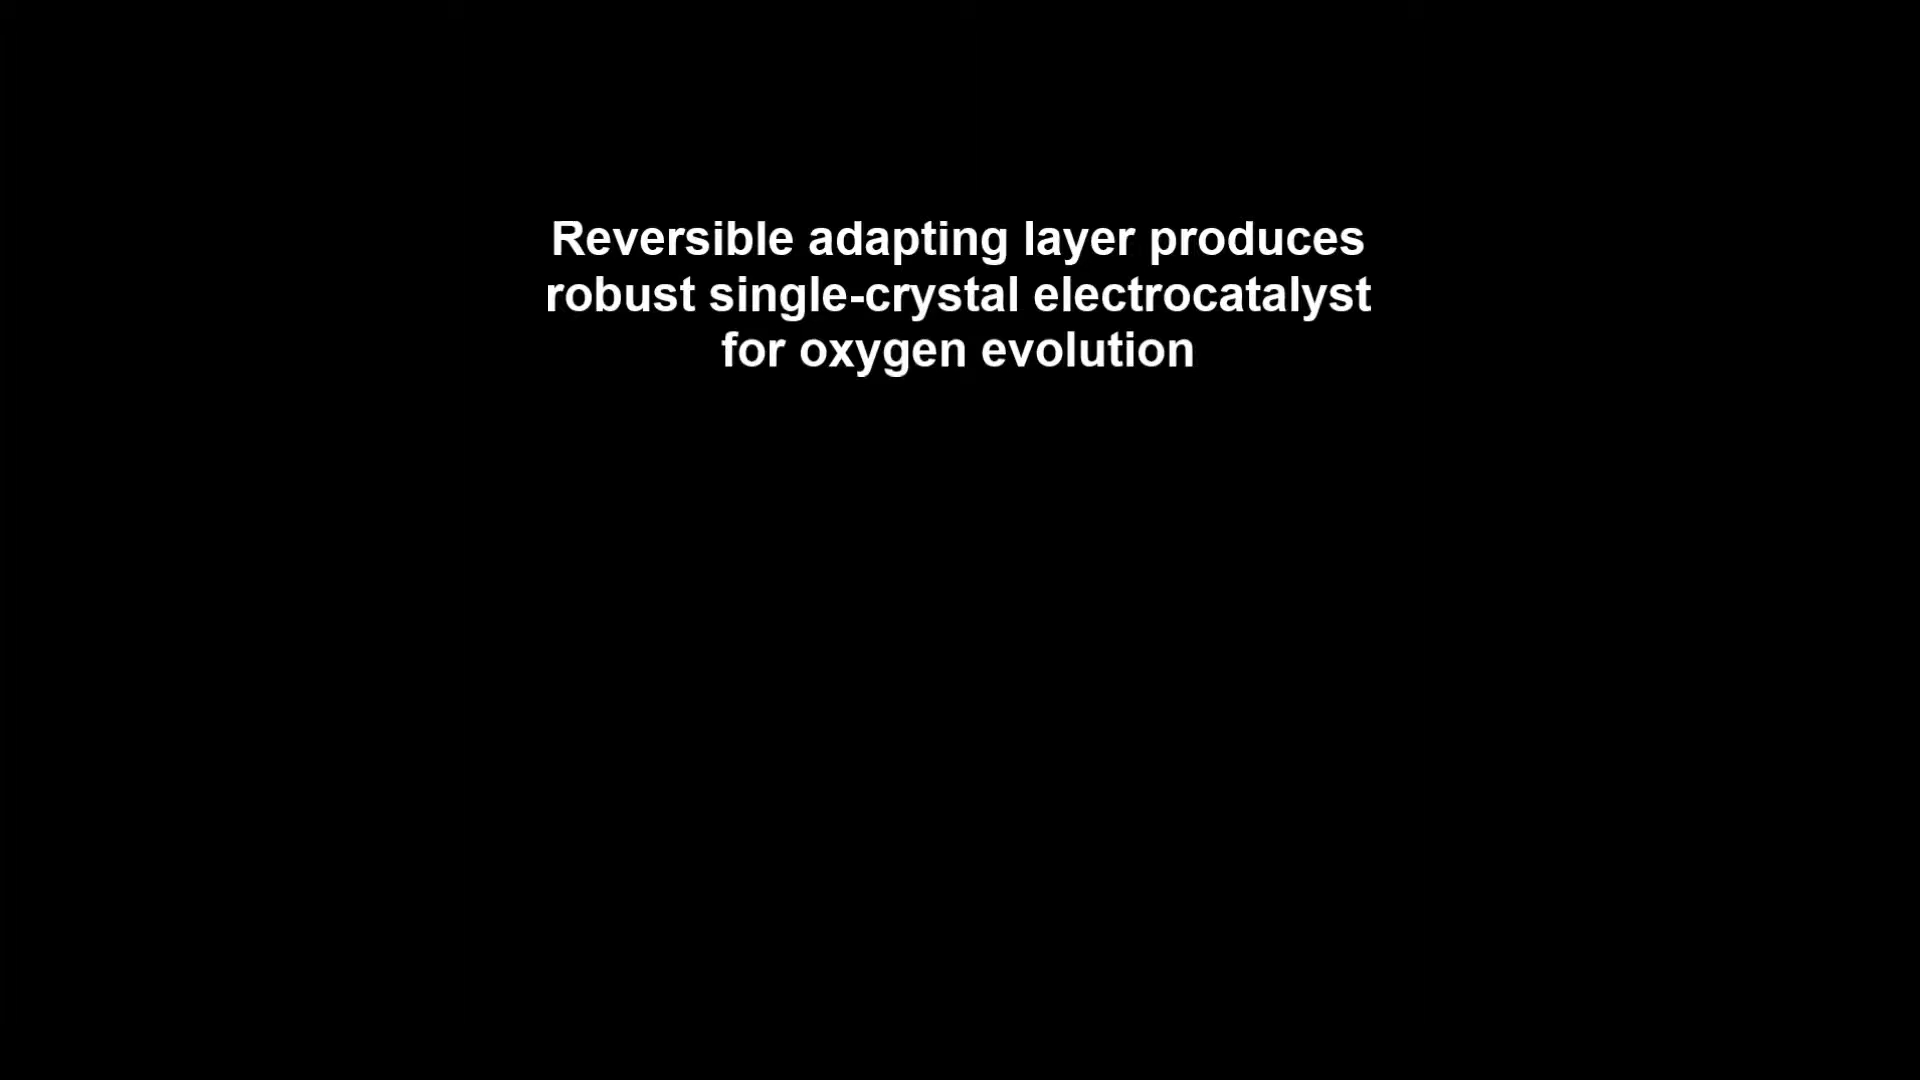 Reversible adapting layer produces
robust single-crystal electrocatalyst
for oxygen evolution